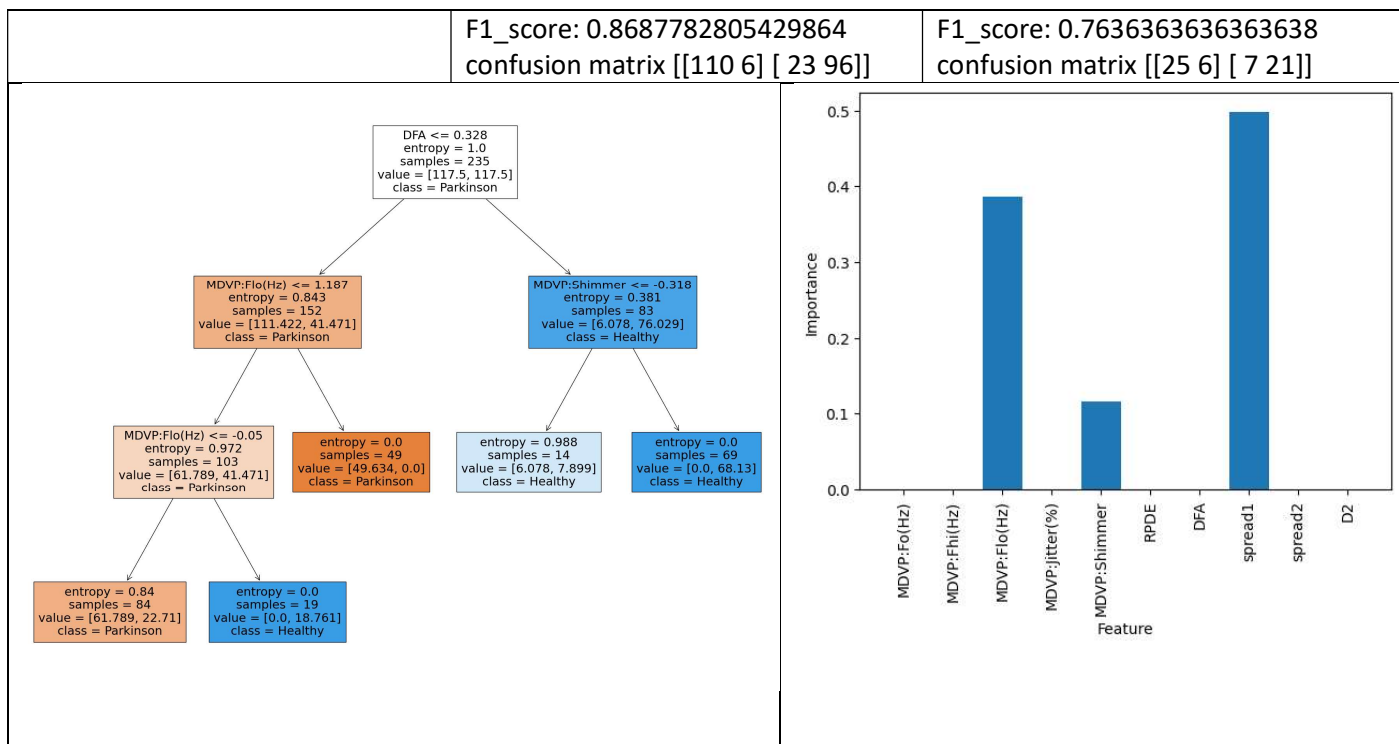 F1_score: 0.8687782805429864
confusion matrix [[110 6] [ 23 96]]
F1_score: 0.7636363636363638
confusion matrix [[25 6] [ 7 21]]
DFA <= 0.328
entropy = 1.0
samples = 235
value = [117.5, 117.5]
class = Parkinson
MDVP:Flo(Hz) <= 1.187
entropy = 0.843
samples = 152
value = [111.422, 41.471]
class = Parkinson
MDVP:Shimmer <= -0.318
entropy = 0.381
samples = 83
value = [6.078, 76.029]
class = Healthy
MDVP:Flo(Hz) <= -0.05
entropy = 0.972
samples = 103
value = [61.789, 41.471]
class = Parkinson
entropy = 0.0
samples = 49
value = [49.634, 0.0]
class = Parkinson
entropy = 0.988
samples = 14
value = [6.078, 7.899]
class = Healthy
entropy = 0.0
samples = 69
value = [0.0, 68.13]
class = Healthy
entropy = 0.84
samples = 84
value = [61.789, 22.71]
class = Parkinson
entropy = 0.0
samples = 19
value = [0.0, 18.761]
class = Healthy
0.5
0.4
0.3
0.2
0.1
0.0
Importance
MDVP:Fo(Hz)
MDVP:Fhi(Hz)
MDVP:Flo(Hz)
MDVP:Jitter(%)
MDVP:Shimmer
RPDE
DFA
spread1
spread2
D2
Feature